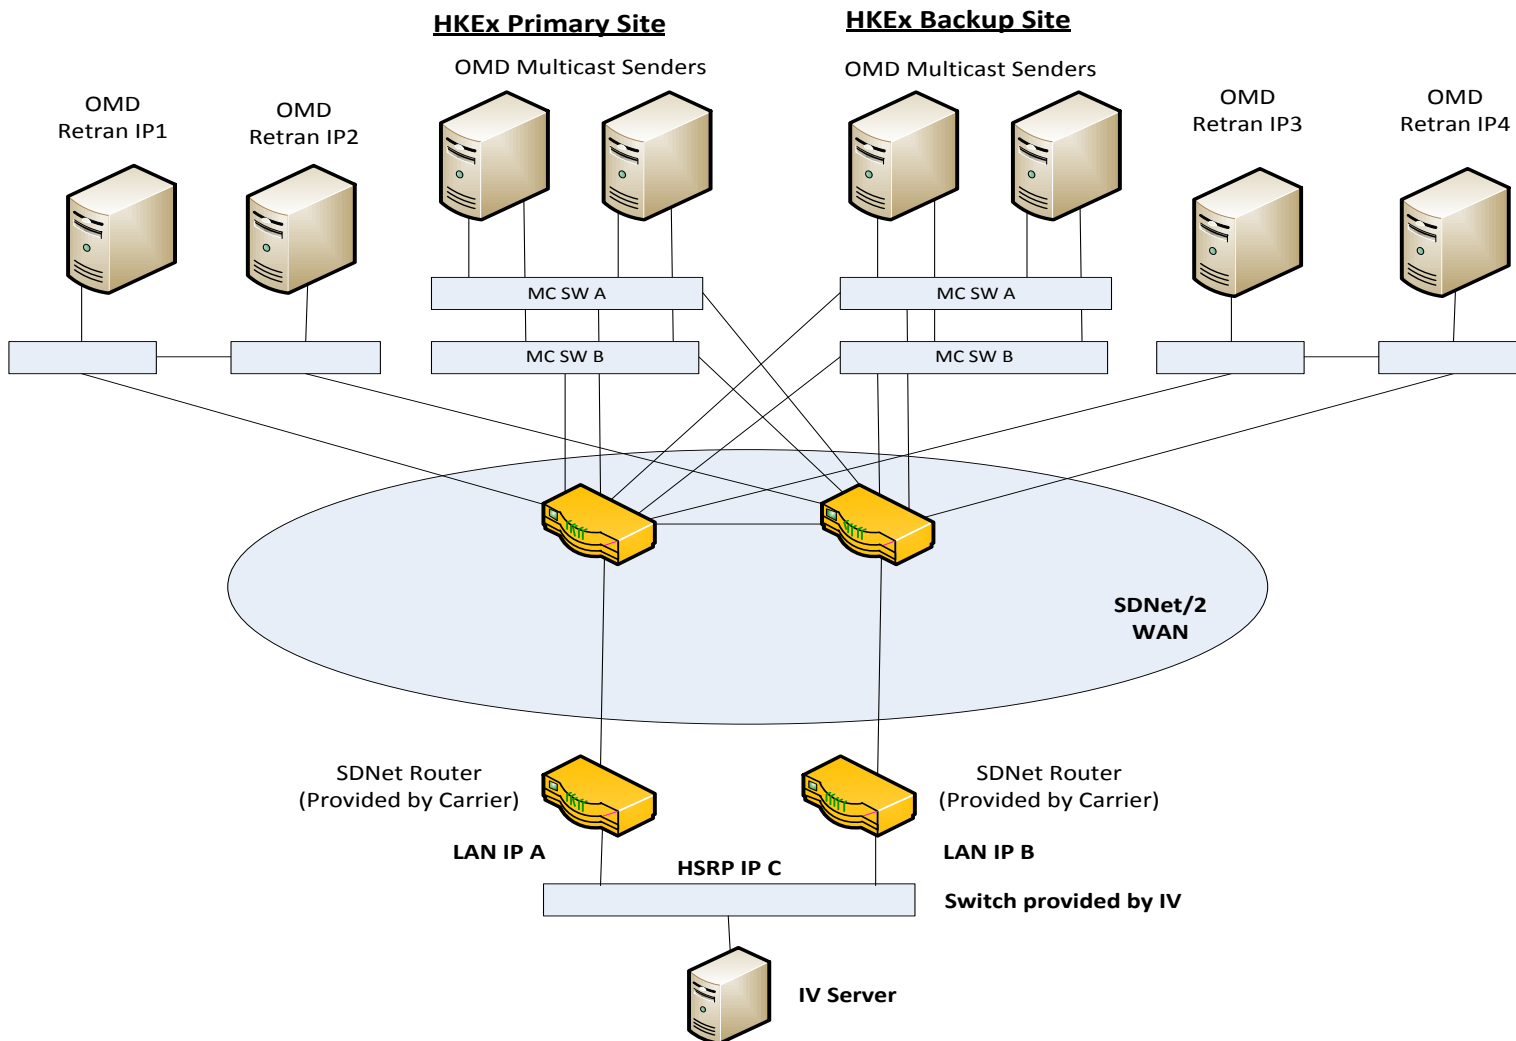 HKEx Primary Site
HKEx Backup Site
OMD Multicast Senders
OMD Multicast Senders
OMD
Retran IP1
OMD
Retran IP2
OMD
Retran IP3
OMD
Retran IP4
MC SW A
MC SW A
MC SW B
MC SW B
SDNet/2
WAN
SDNet Router
(Provided by Carrier)
SDNet Router
(Provided by Carrier)
LAN IP A
LAN IP B
HSRP IP C
Switch provided by IV
IV Server